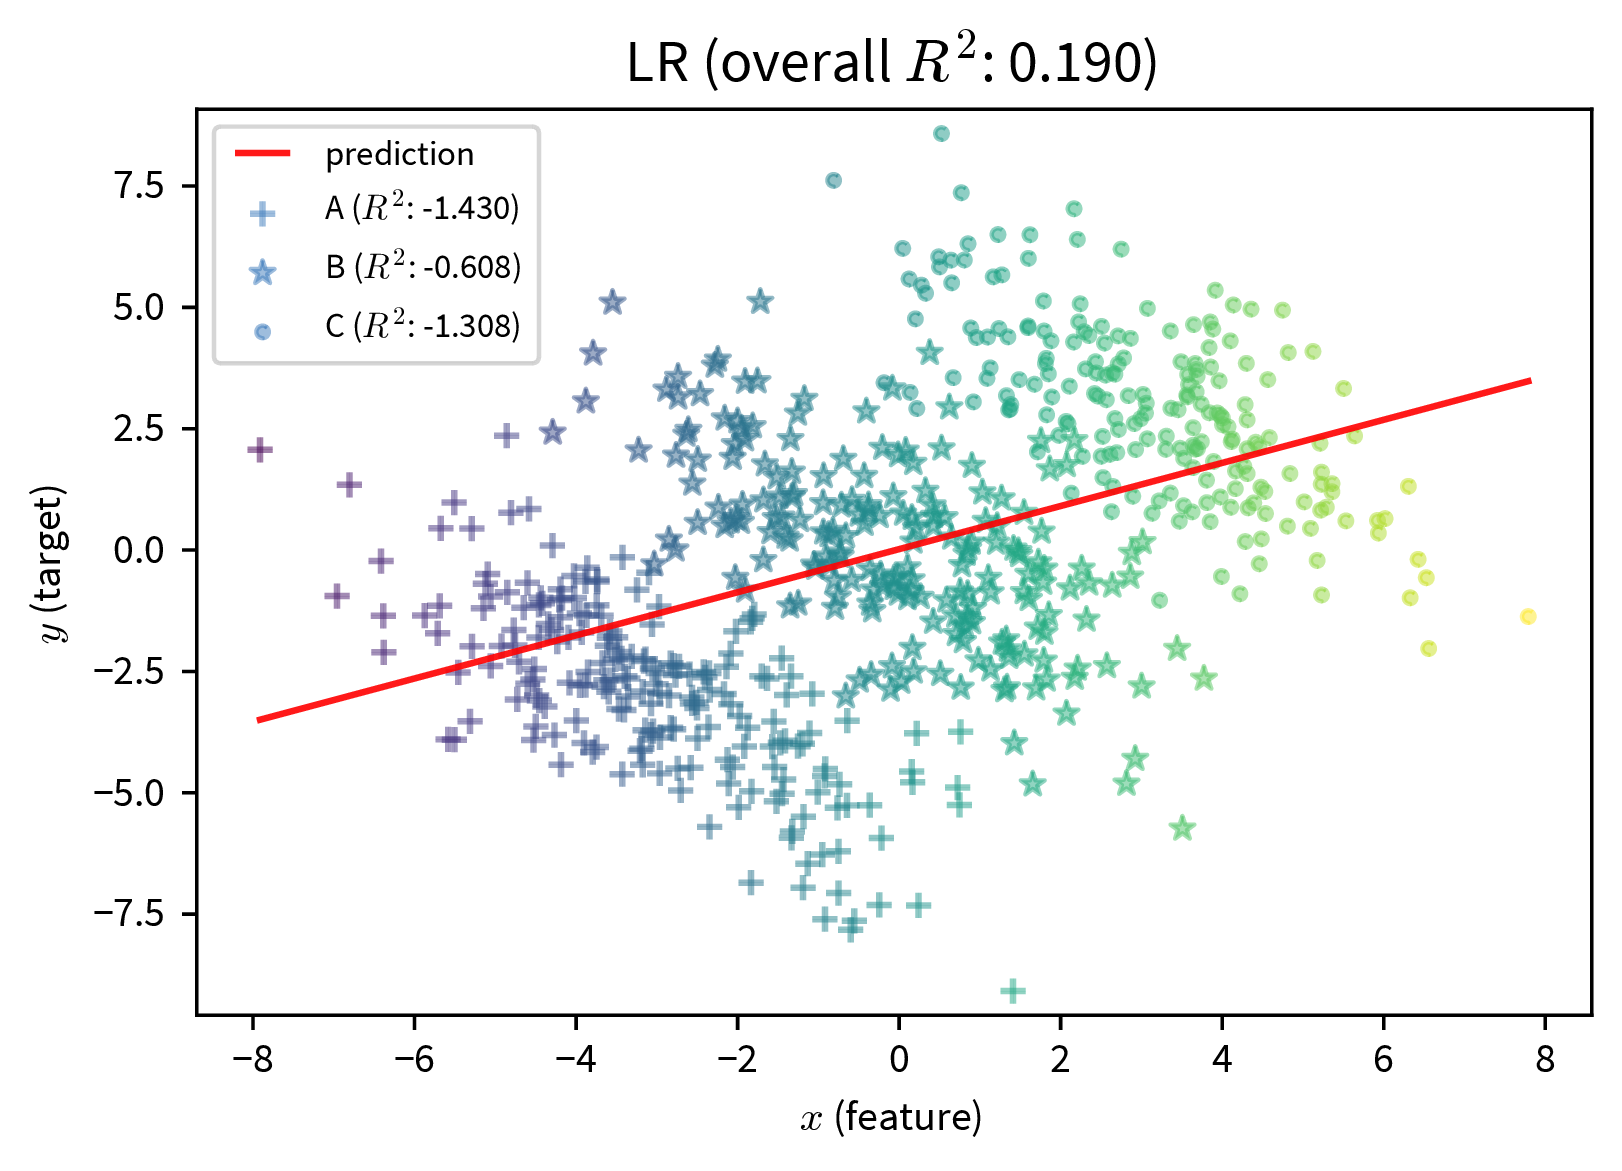 LR (overall R²: 0.190)
prediction
A (R²: -1.430)
B (R²: -0.608)
C (R²: -1.308)
y (target)
7.5
5.0
2.5
0.0
−2.5
−5.0
−7.5
−8 −6 −4 −2 0 2 4 6 8
x (feature)